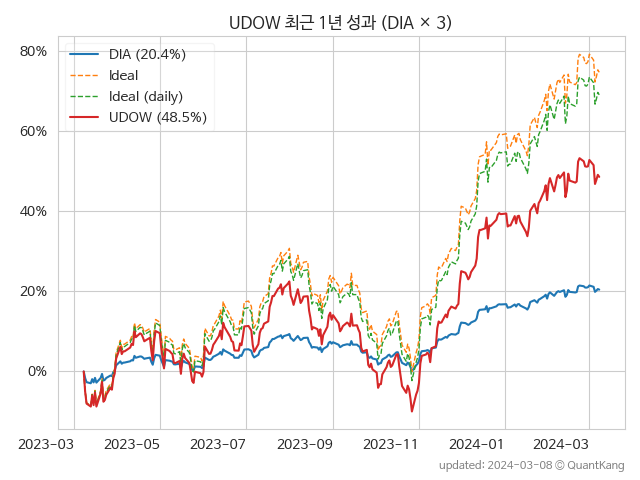 UDOW 최근 1년 성과 (DIA × 3)
80%
60%
40%
20%
0%
DIA (20.4%)
Ideal
Ideal (daily)
UDOW (48.5%)
2023-03 2023-05 2023-07 2023-09 2023-11 2024-01 2024-03
updated: 2024-03-08 © QuantKang